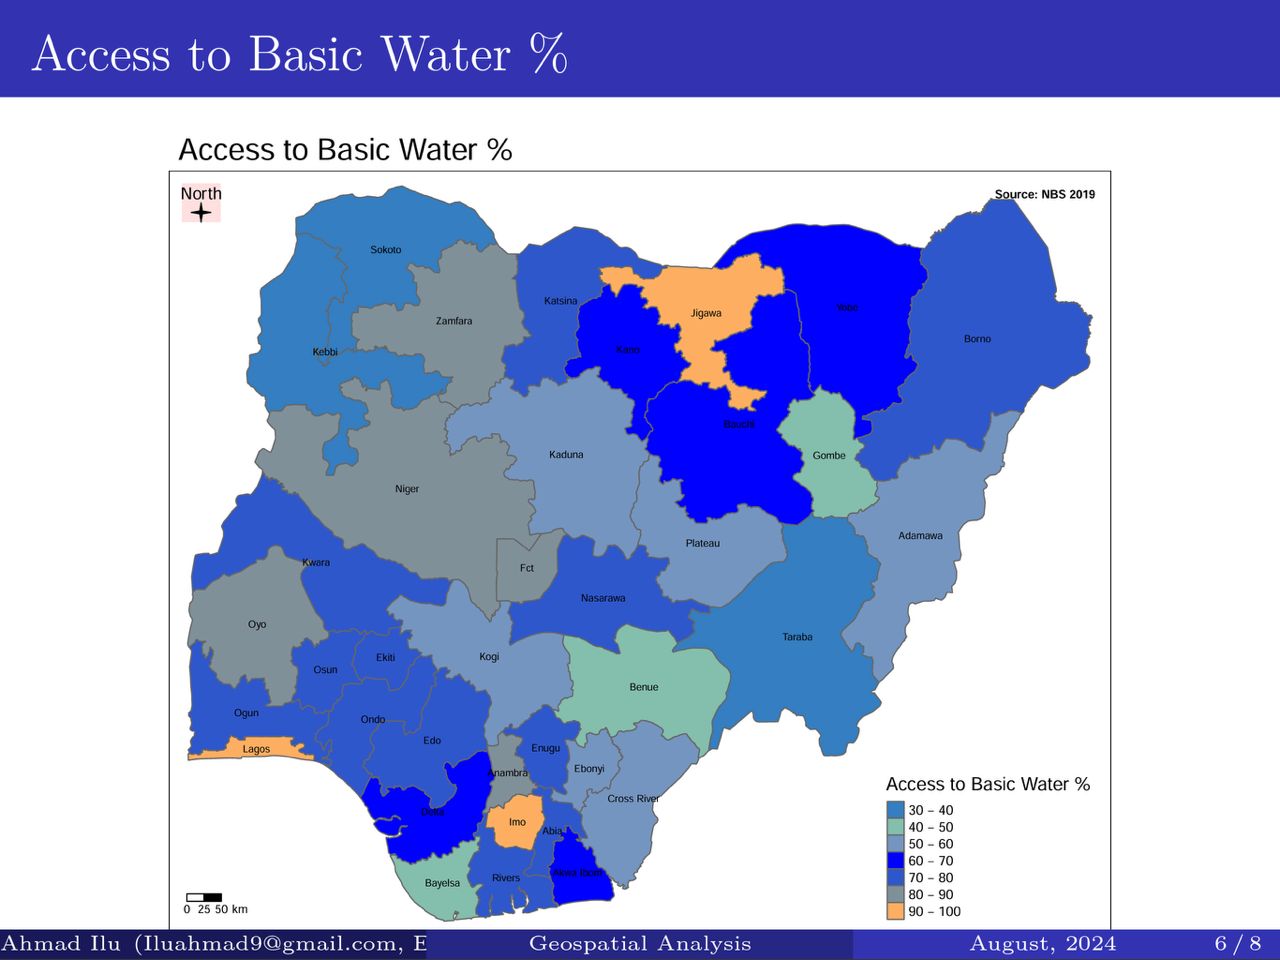 Access to Basic Water %
Access to Basic Water %
North
Source: NBS 2019
Sokoto
Katsina
Zamfara
Jigawa
Yobe
Borno
Kano
Kebbi
Bauchi
Gombe
Kaduna
Niger
Adamawa
Plateau
Kwara
Fct
Nasarawa
Oyo
Taraba
Kogi
Ekiti
Osun
Benue
Ogun
Ondo
Edo
Lagos
Enugu
Ebonyi
Anambra
Cross River
Delta
Imo
Abia
Akwa Ibom
Rivers
Bayelsa
Access to Basic Water %
30 – 40
40 – 50
50 – 60
60 – 70
70 – 80
80 – 90
90 – 100
0 25 50 km
Ahmad Ilu (Iluahmad9@gmail.com, E
Geospatial Analysis
August, 2024
6 / 8